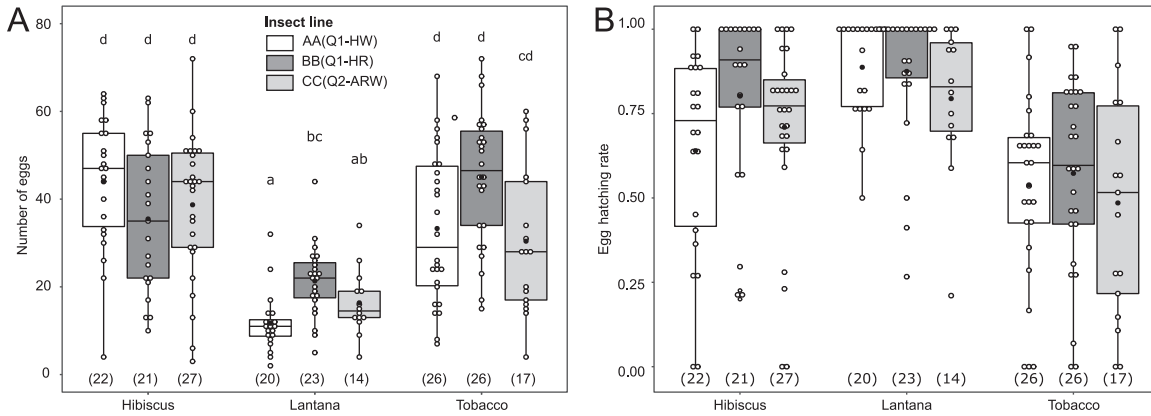 A
80
60
40
20
0
Number of eggs
Insect line
AA(Q1-HW)
BB(Q1-HR)
CC(Q2-ARW)
d d d a bc ab d d cd
(22) (21) (27) (20) (23) (14) (26) (26) (17)
Hibiscus Lantana Tobacco
B
1.00
0.75
0.50
0.25
0.00
Egg hatching rate
(22) (21) (27) (20) (23) (14) (26) (26) (17)
Hibiscus Lantana Tobacco